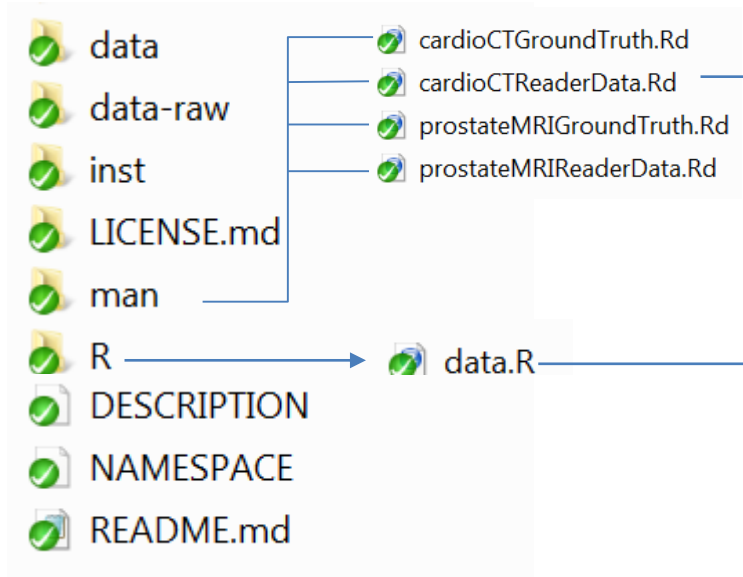 data
data-raw
inst
LICENSE.md
man
R
DESCRIPTION
NAMESPACE
README.md
cardioCTGroundTruth.Rd
cardioCTReaderData.Rd
prostateMRIGroundTruth.Rd
prostateMRIReaderData.Rd
data.R